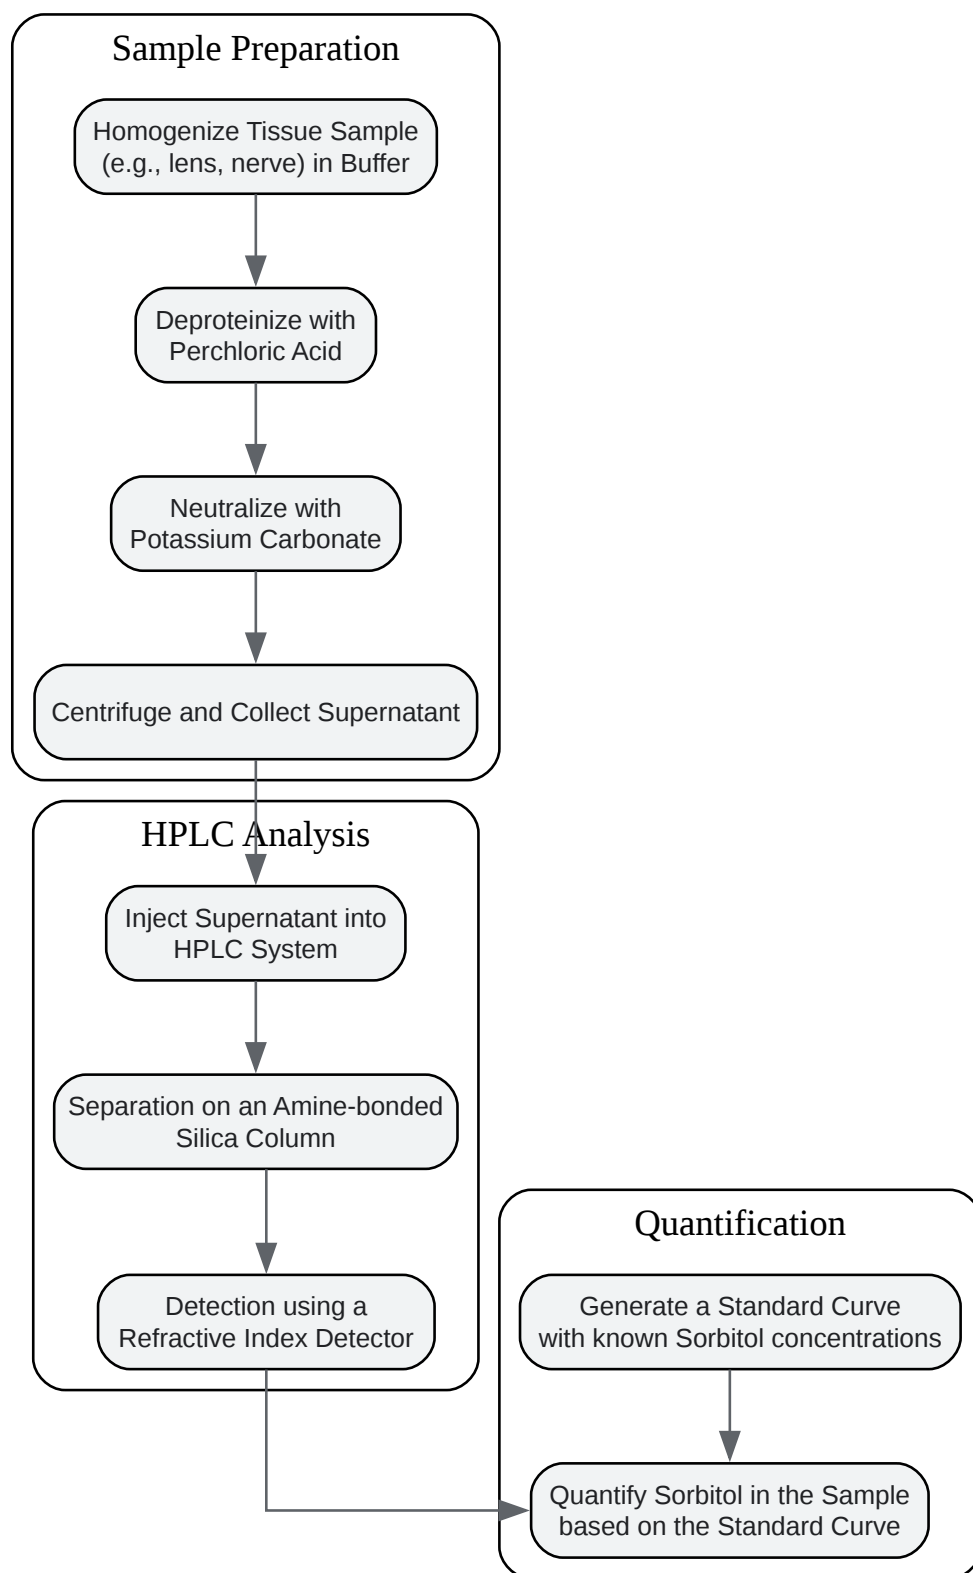 Sample Preparation
Homogenize Tissue Sample
(e.g., lens, nerve) in Buffer
Deproteinize with
Perchloric Acid
Neutralize with
Potassium Carbonate
Centrifuge and Collect Supernatant
HPLC Analysis
Inject Supernatant into
HPLC System
Separation on an Amine-bonded
Silica Column
Detection using a
Refractive Index Detector
Quantification
Generate a Standard Curve
with known Sorbitol concentrations
Quantify Sorbitol in the Sample
based on the Standard Curve